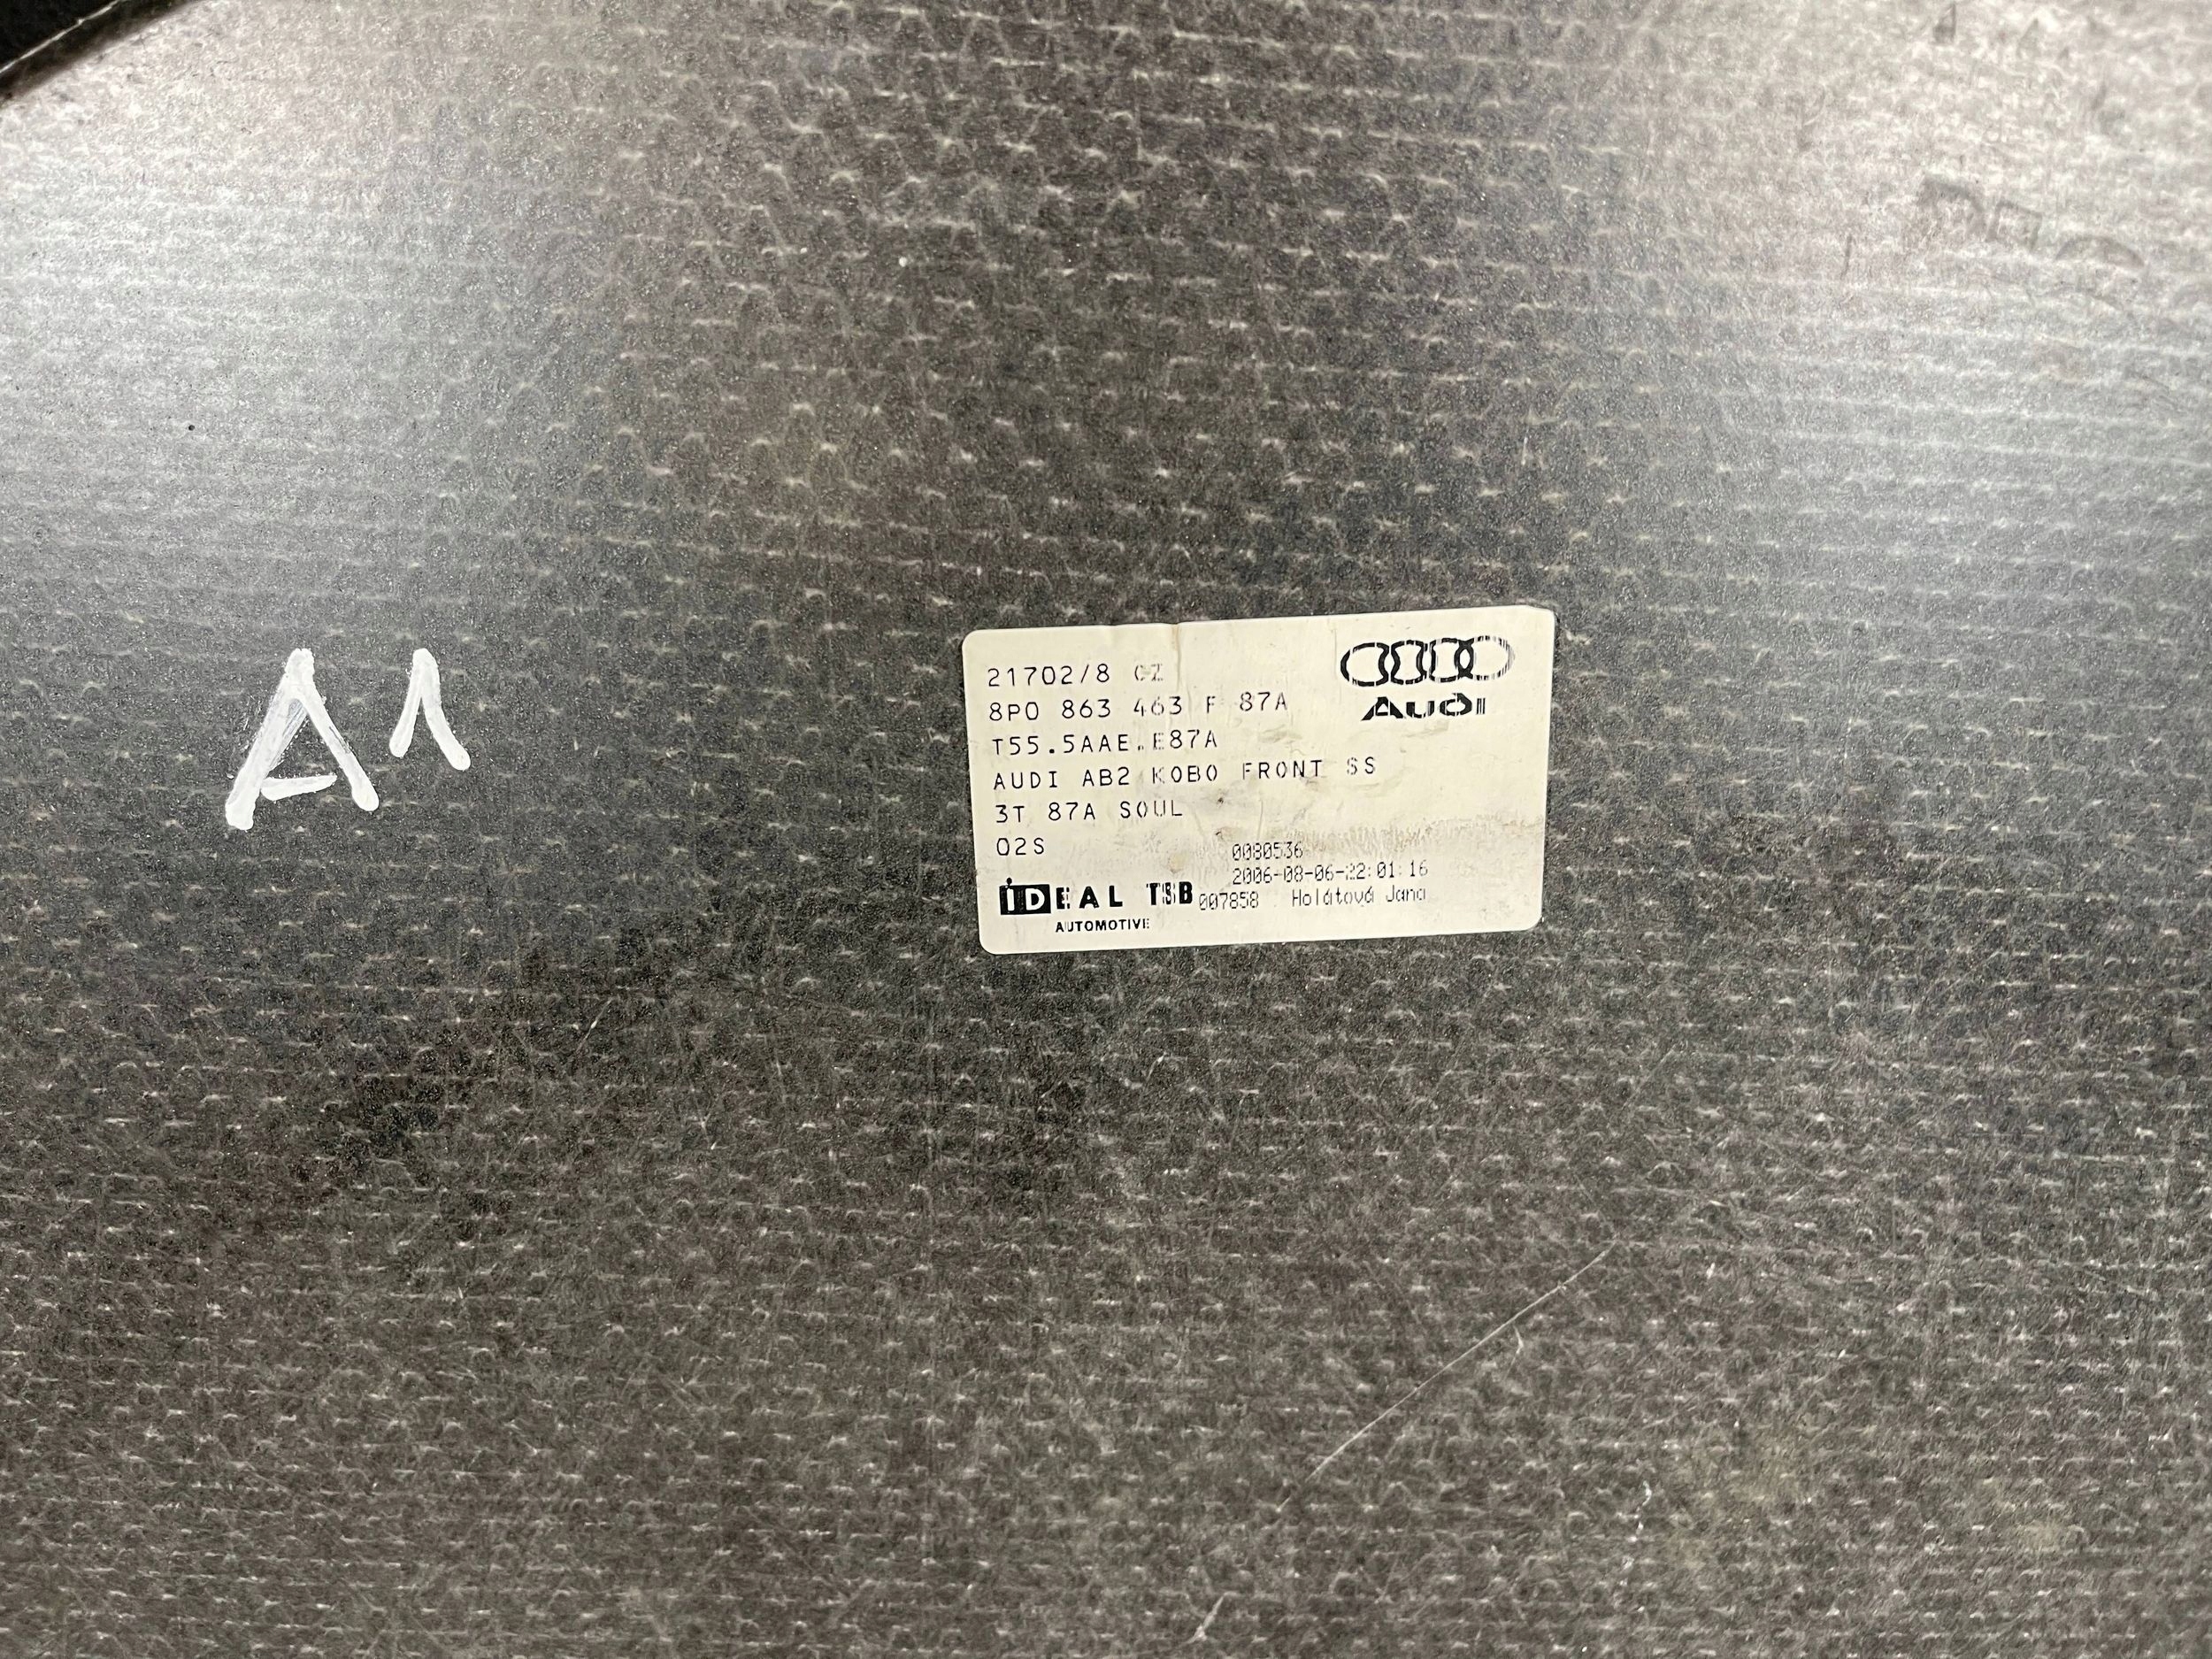 A1
21702/8 CZ
8P0 863 463 F 87A
T55.5AAE.E87A
AUDI AB2 KOBO FRONT SS
3T 87A SOUL
02S
Audi
0080536
2006-08-06-22:01:16
007858 Holátová Jana
iDEAL TSB
AUTOMOTIVE